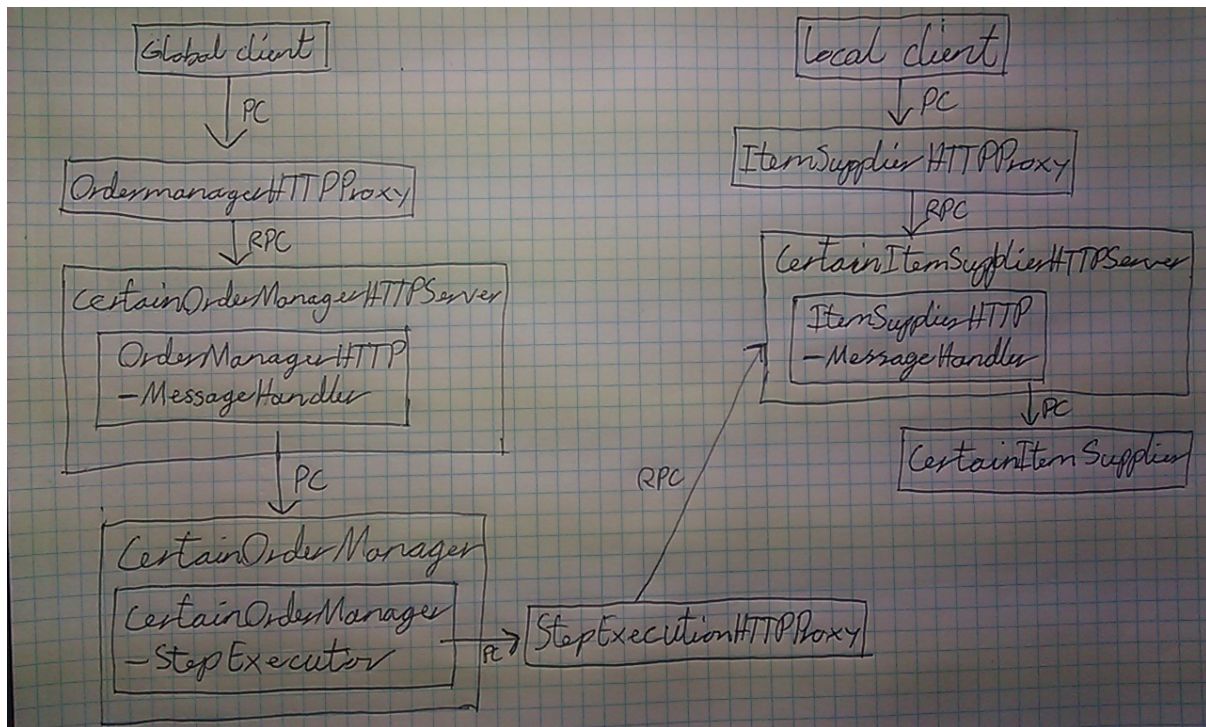 Global client
PC
OrdermanagerHTTPProxy
RPC
CertainOrderManagerHTTPServer
OrderManagerHTTP
-MessageHandler
PC
CertainOrderManager
CertainOrderManager
-StepExecutor
PC
StepExecutionHTTPProxy
RPC
Local client
PC
ItemSupplierHTTPProxy
RPC
CertainItemSupplierHTTPServer
ItemSupplierHTTP
-MessageHandler
PC
CertainItemSupplier